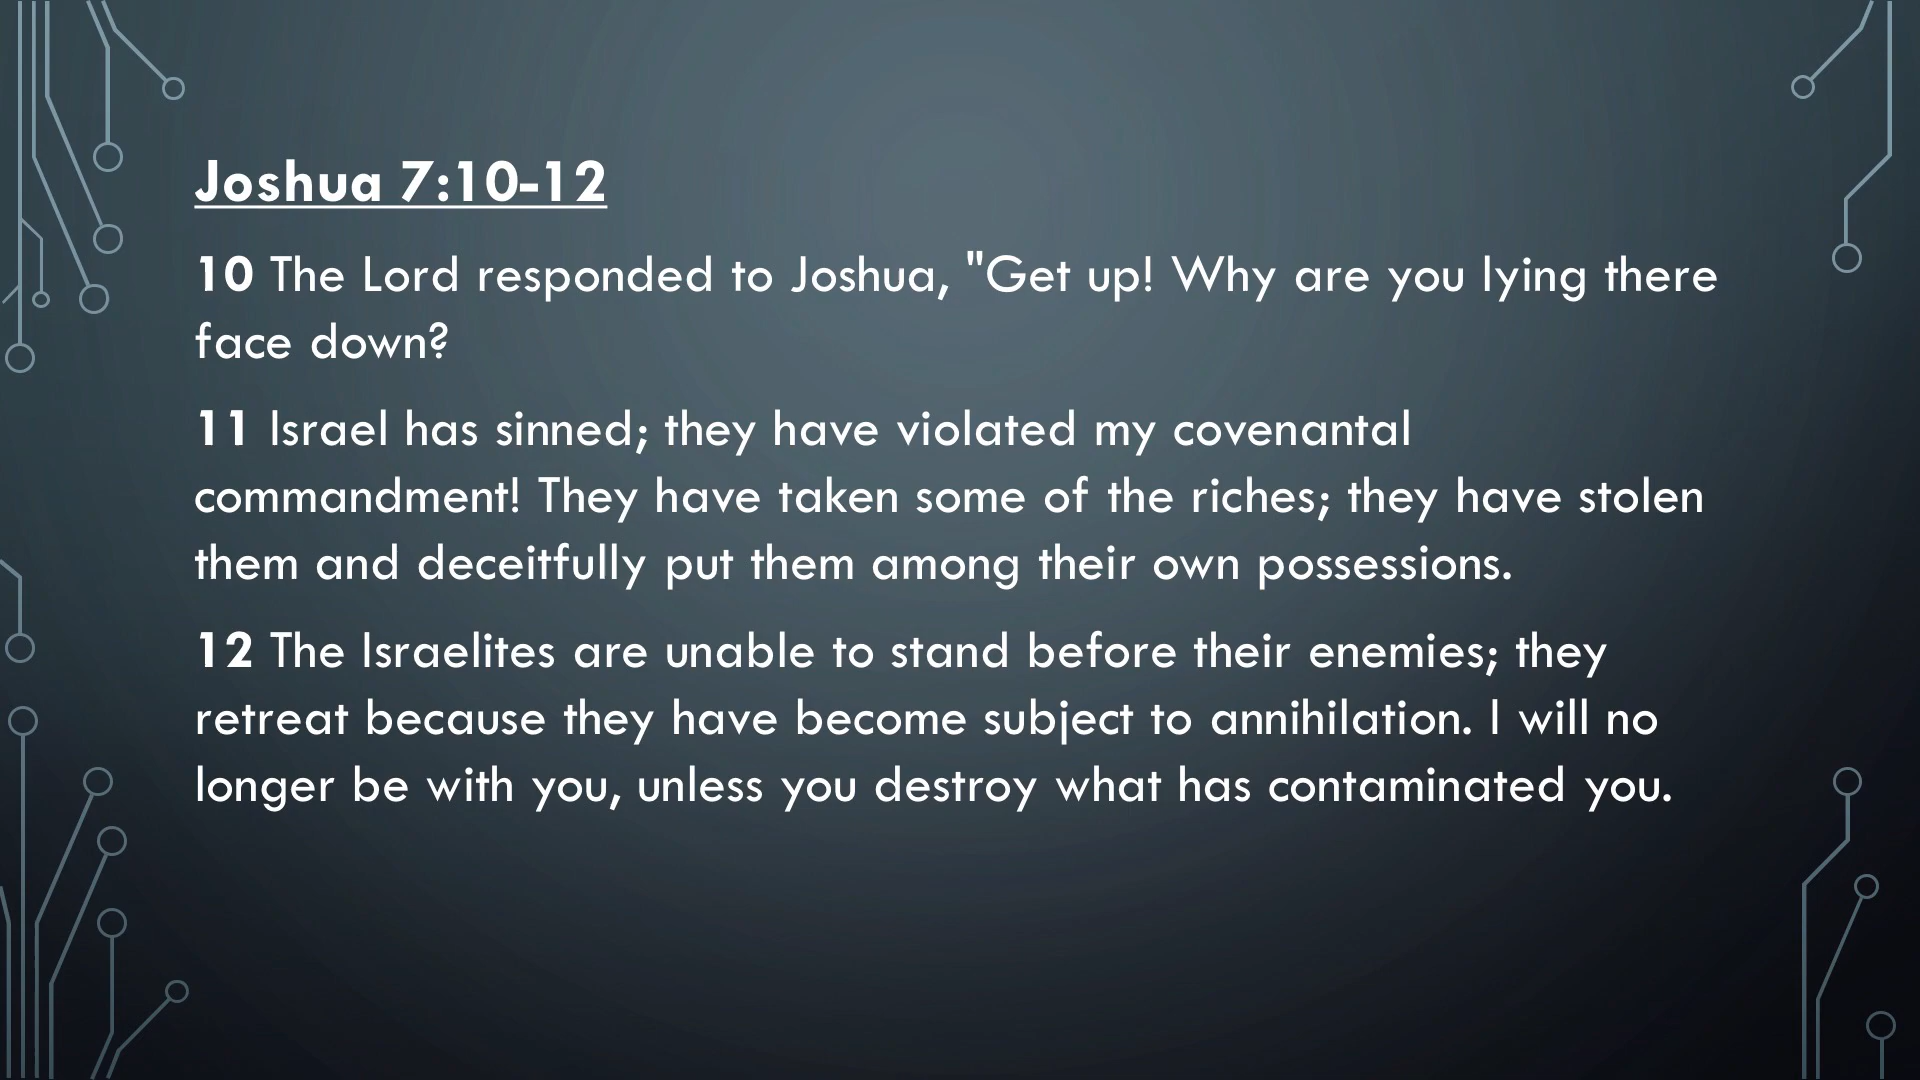 Joshua 7:10-12
10 The Lord responded to Joshua, "Get up! Why are you lying there
face down?
11 Israel has sinned; they have violated my covenantal
commandment! They have taken some of the riches; they have stolen
them and deceitfully put them among their own possessions.
12 The Israelites are unable to stand before their enemies; they
retreat because they have become subject to annihilation. I will no
longer be with you, unless you destroy what has contaminated you.